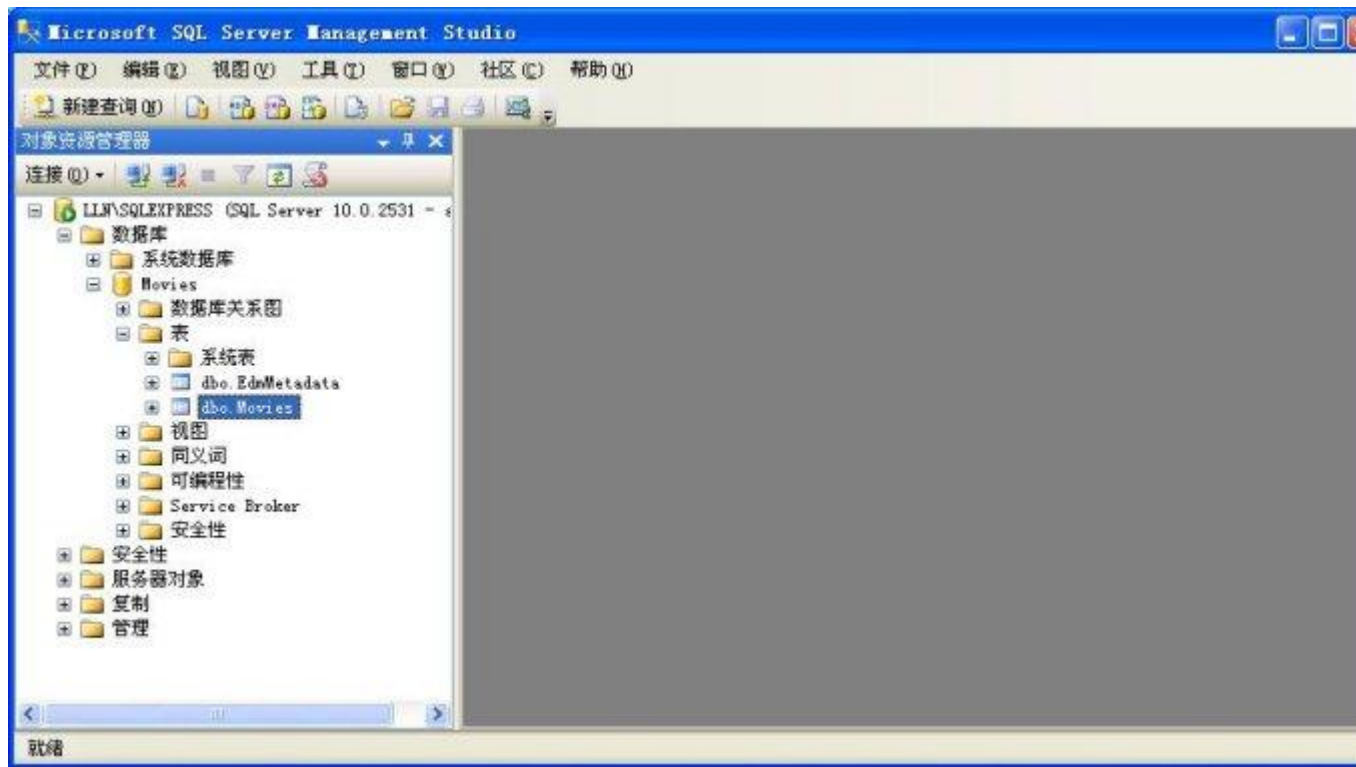 Microsoft SQL Server Management Studio
文件(F) 编辑(E) 视图(V) 工具(T) 窗口(W) 社区(C) 帮助(H)
新建查询(N)
对象资源管理器
连接(O)
LLN\SQLEXPRESS (SQL Server 10.0.2531 - s
数据库
系统数据库
Movies
数据库关系图
表
系统表
dbo.EdmMetadata
dbo.Movies
视图
同义词
可编程性
Service Broker
安全性
安全性
服务器对象
复制
管理
就绪